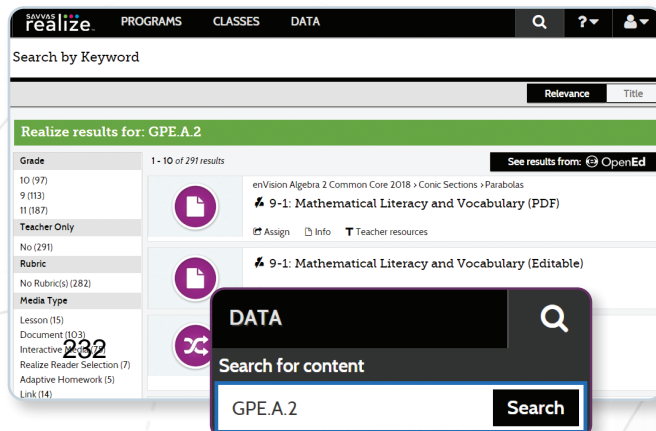 savvas
realize. PROGRAMS CLASSES DATA ?
Search by Keyword
Relevance Title
Realize results for: GPE.A.2
Grade
10 (97)
9 (113)
11 (187)
Teacher Only
No (291)
Rubric
No Rubric(s) (282)
Media Type
Lesson (15)
Document (103)
Interactive Media (75)
232
Realize Reader Selection (7)
Adaptive Homework (5)
Link (14)
1 - 10 of 291 results
See results from: OpenEd
enVision Algebra 2 Common Core 2018 › Conic Sections › Parabolas
9-1: Mathematical Literacy and Vocabulary (PDF)
Assign Info T Teacher resources
9-1: Mathematical Literacy and Vocabulary (Editable)
DATA
Search for content
GPE.A.2 Search